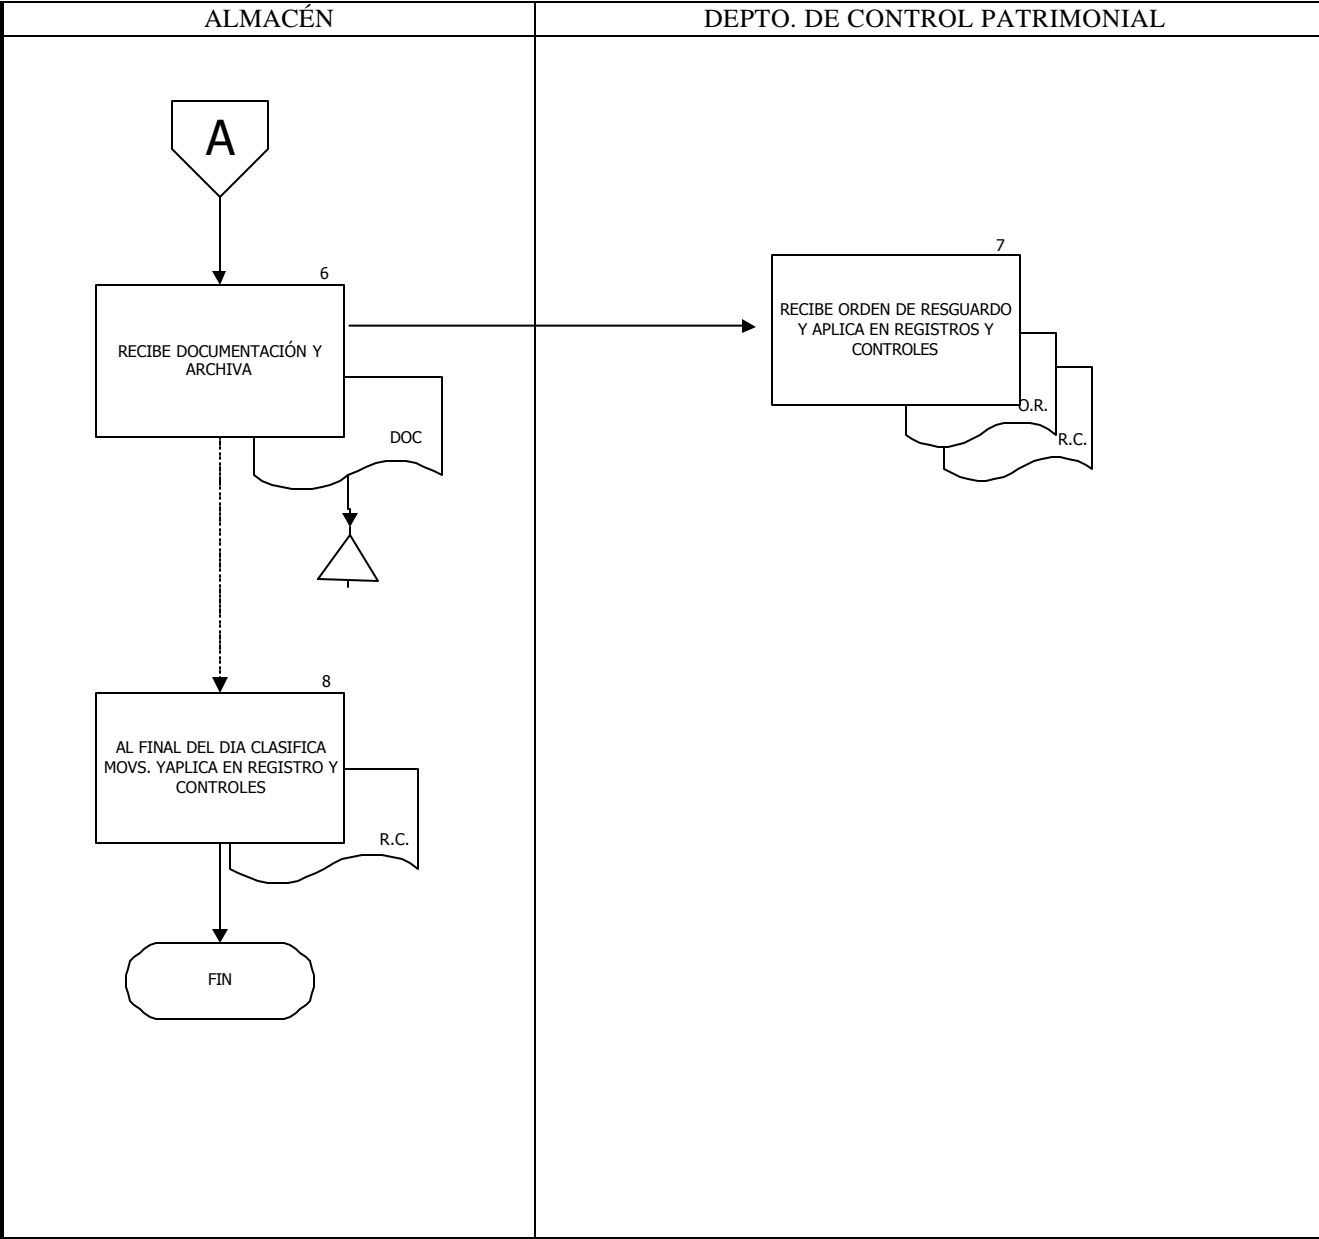 ALMACÉN
DEPTO. DE CONTROL PATRIMONIAL
A
6
RECIBE DOCUMENTACIÓN Y
ARCHIVA
DOC
7
RECIBE ORDEN DE RESGUARDO
Y APLICA EN REGISTROS Y
CONTROLES
O.R.
R.C.
8
AL FINAL DEL DIA CLASIFICA
MOVS. YAPLICA EN REGISTRO Y
CONTROLES
R.C.
FIN